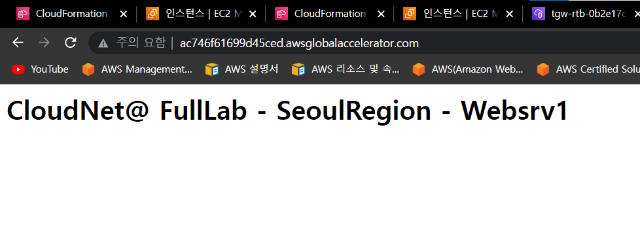 CloudFormation
인스턴스 | EC2 M
CloudFormation
인스턴스 | EC2 M
tgw-rtb-0b2e17c
주의 요함 | ac746f61699d45ced.awsglobalaccelerator.com
YouTube AWS Management... AWS 설명서 AWS 리소스 및 속... AWS(Amazon Web... AWS Certified Solu
CloudNet@ FullLab - SeoulRegion - Websrv1